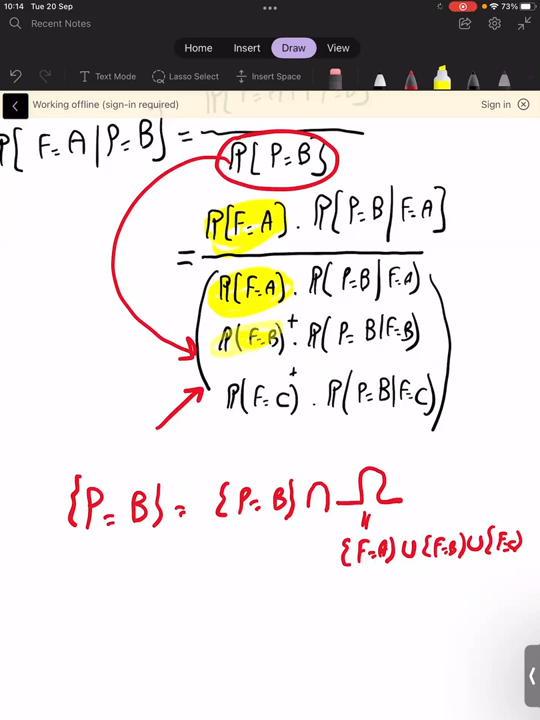 10:14 Tue 20 Sep 73%
Recent Notes
Home Insert Draw View
Text Mode Lasso Select Insert Space
Working offline (sign-in required) Sign in
ℙ[F=A|P=B] =
ℙ[P=B]
= ℙ[F=A] . ℙ[P=B|F=A]
ℙ(F=A) . ℙ(P=B|F=A)
+
ℙ(F=B) . ℙ(P=B|F=B)
+
ℙ(F=C) . ℙ(P=B|F=C)
{P=B} = {P=B} ∩ Ω
"
{F=A} ∪ {F=B} ∪ {F=C}